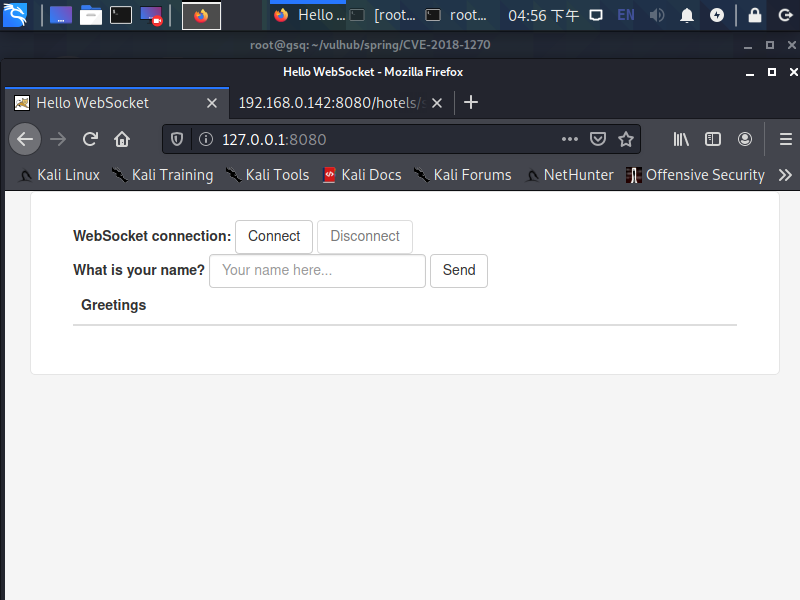 Hello ... [root... root... 04:56 下午 EN
root@gsq: ~/vulhub/spring/CVE-2018-1270
Hello WebSocket - Mozilla Firefox
Hello WebSocket 192.168.0.142:8080/hotels/
127.0.0.1:8080
Kali Linux Kali Training Kali Tools Kali Docs Kali Forums NetHunter Offensive Security
WebSocket connection: Connect Disconnect
What is your name? Your name here... Send
Greetings